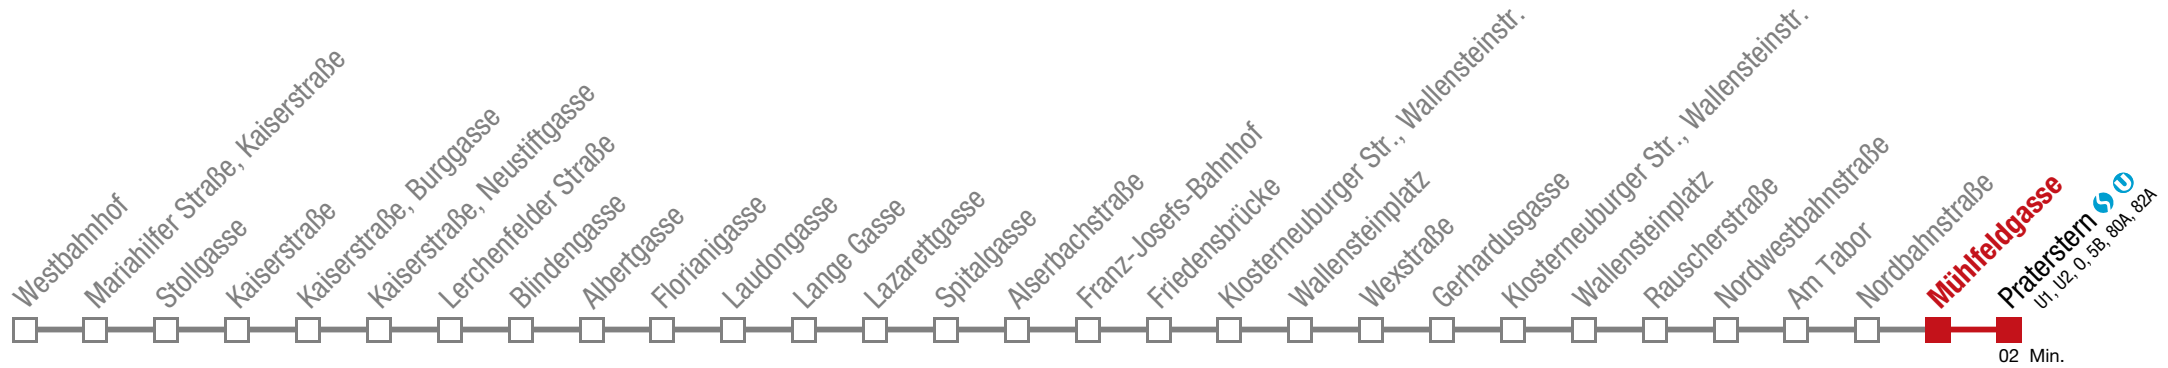 Westbahnhof
Mariahilfer Straße, Kaiserstraße
Stollgasse
Kaiserstraße
Kaiserstraße, Burggasse
Kaiserstraße, Neustiftgasse
Lerchenfelder Straße
Blindengasse
Albertgasse
Florianigasse
Laudongasse
Lange Gasse
Lazarettgasse
Spitalgasse
Alserbachstraße
Franz-Josefs-Bahnhof
Friedensbrücke
Klosterneuburger Str., Wallensteinstr.
Wallensteinplatz
Wexstraße
Gerhardusgasse
Klosterneuburger Str., Wallensteinstr.
Wallensteinplatz
Rauscherstraße
Nordwestbahnstraße
Am Tabor
Nordbahnstraße
Mühlfeldgasse
Praterstern S U
U1, U2, O, 5B, 80A, 82A
02 Min.